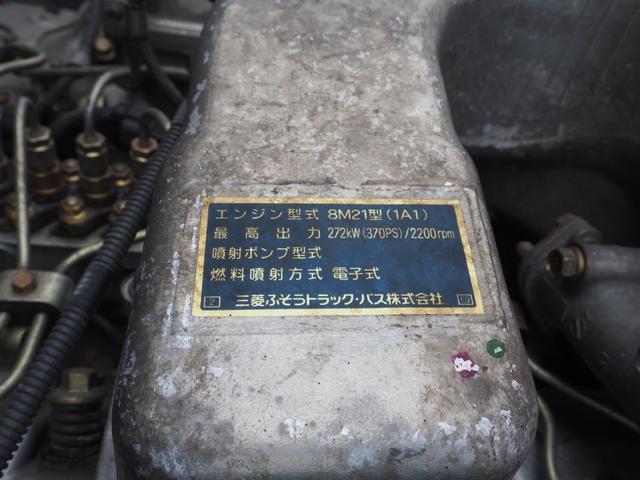 エンジン型式 8M21型(1A1)
最高出力 272kW(370PS)/2200rpm
噴射ポンプ型式
燃料噴射方式 電子式
2 三菱ふそうトラック・バス株式会社